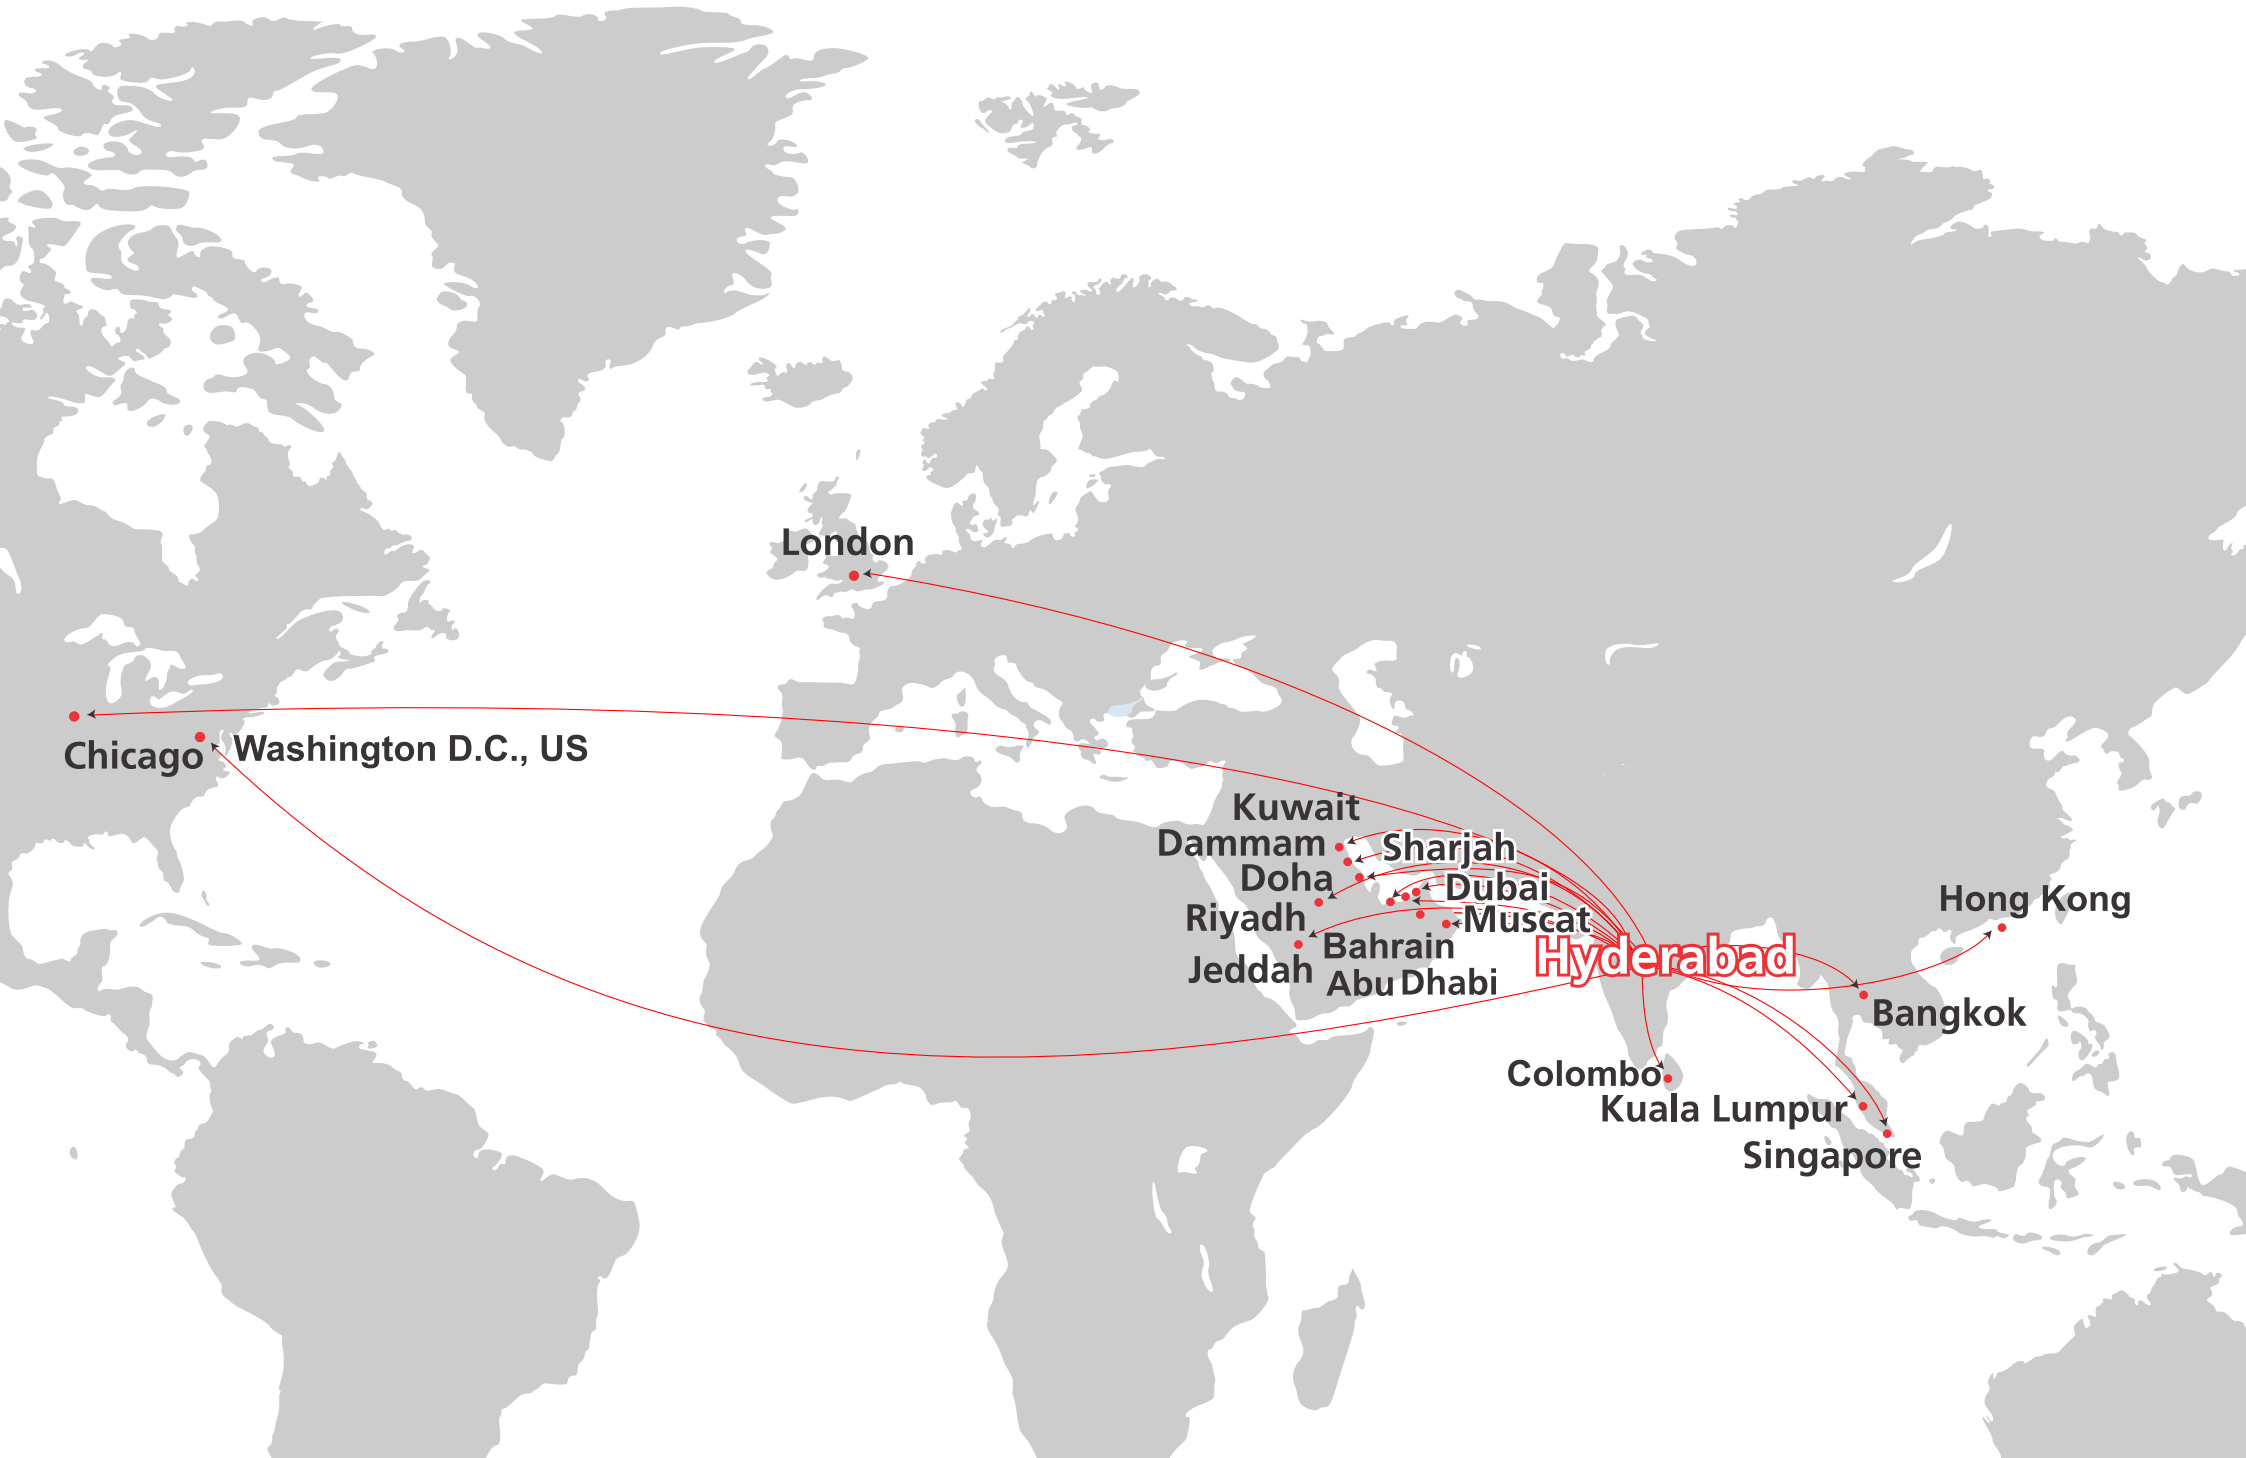 London
Chicago
Washington D.C., US
Kuwait
Dammam
Sharjah
Doha
Dubai
Riyadh
Muscat
Bahrain
Jeddah
Abu Dhabi
Hyderabad
Hong Kong
Bangkok
Colombo
Kuala Lumpur
Singapore